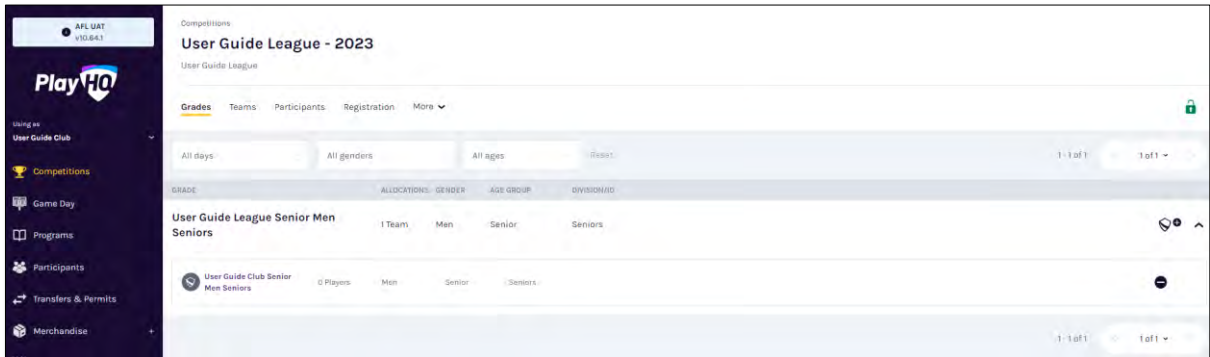 AFL UAT
v10.64.1
PlayHQ
Using as
User Guide Club
Competitions
Game Day
Programs
Participants
Transfers & Permits
Merchandise +
Competitions
User Guide League - 2023
User Guide League
Grades Teams Participants Registration More
All days All genders All ages Reset 1-1 of 1 1 of 1
GRADE ALLOCATIONS GENDER AGE GROUP DIVISION/ID
User Guide League Senior Men
Seniors 1 Team Men Senior Seniors
User Guide Club Senior
Men Seniors 0 Players Men Senior Seniors
1-1 of 1 1 of 1